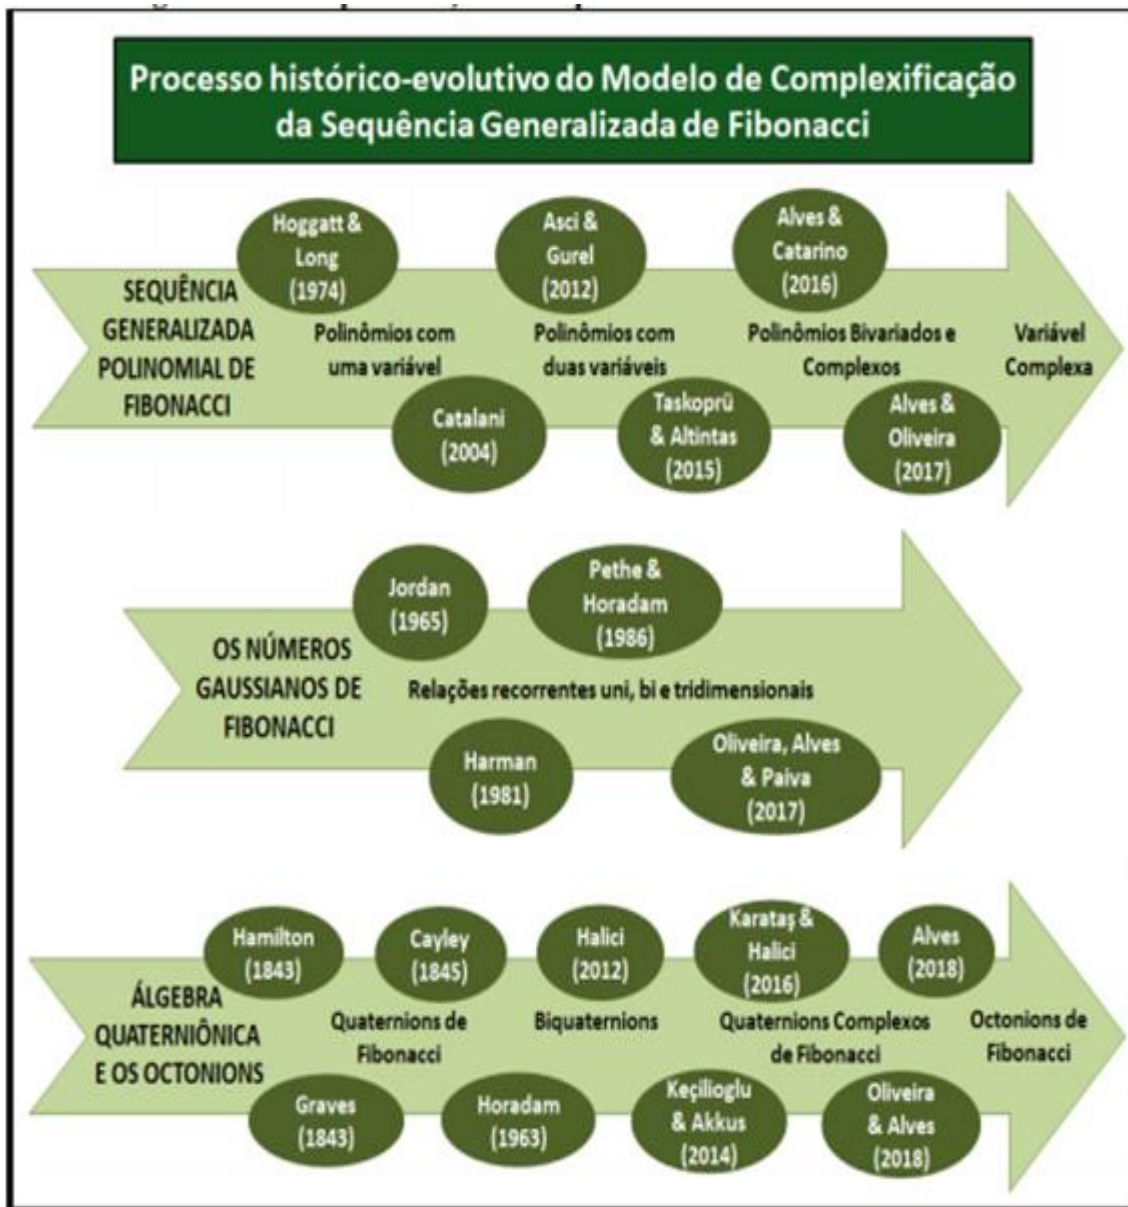 Processo histórico-evolutivo do Modelo de Complexificação
da Sequência Generalizada de Fibonacci
Hoggatt &
Long
(1974)
Asci &
Gurel
(2012)
Alves &
Catarino
(2016)
SEQUÊNCIA
GENERALIZADA
POLINOMIAL DE
FIBONACCI
Polinômios com
uma variável
Polinômios com
duas variáveis
Polinômios Bivariados e
Complexos
Variável
Complexa
Catalani
(2004)
Taskoprü
& Altintas
(2015)
Alves &
Oliveira
(2017)
Jordan
(1965)
Pethe &
Horadam
(1986)
OS NÚMEROS
GAUSSIANOS DE
FIBONACCI
Relações recorrentes uni, bi e tridimensionais
Harman
(1981)
Oliveira, Alves
& Paiva
(2017)
Hamilton
(1843)
Cayley
(1845)
Halici
(2012)
Karataş &
Halici
(2016)
Alves
(2018)
ÁLGEBRA
QUATERNIÔNICA
E OS OCTONIONS
Quaternions de
Fibonacci
Biquaternions
Quaternions Complexos
de Fibonacci
Octonions de
Fibonacci
Graves
(1843)
Horadam
(1963)
Keçilioglu
& Akkus
(2014)
Oliveira
& Alves
(2018)